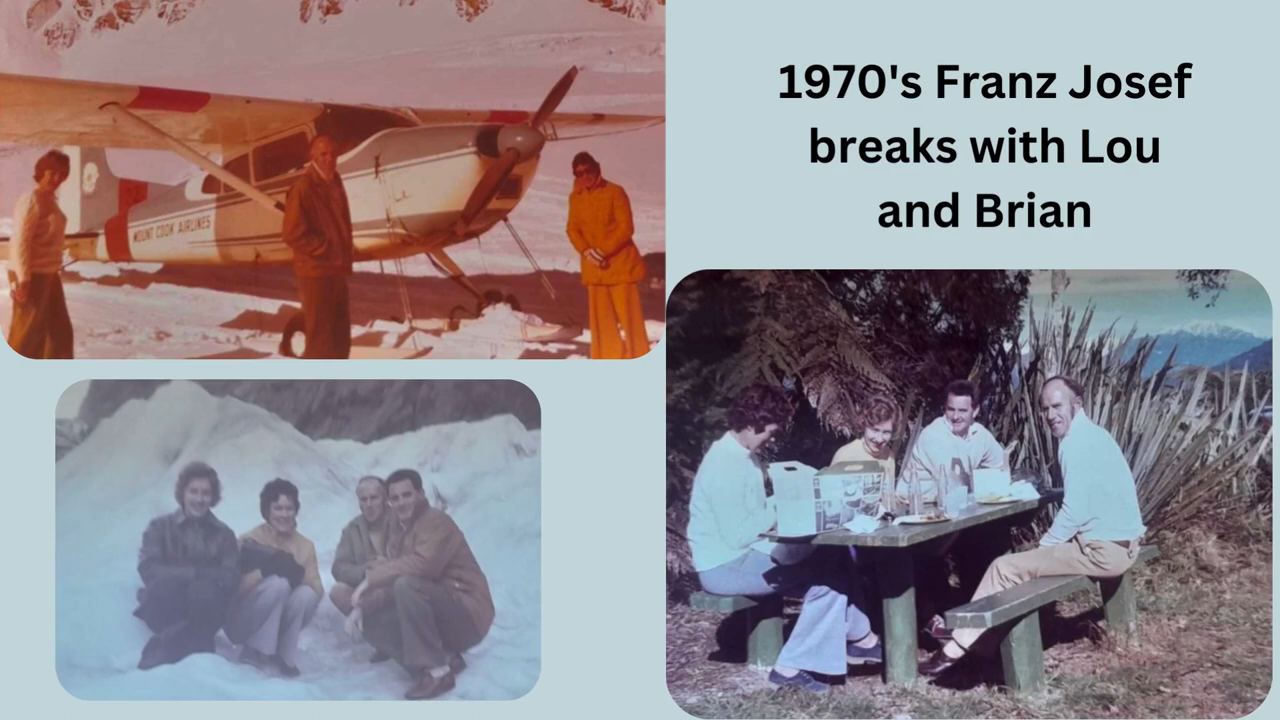 1970's Franz Josef
breaks with Lou
and Brian
MOUNT COOK AIRLINES